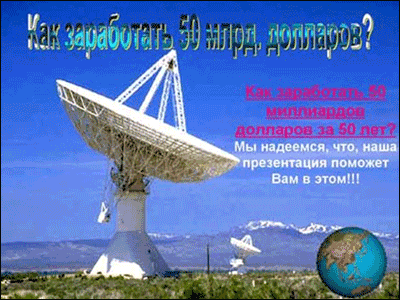 Как заработать 50 млрд. долларов?
Как заработать 50
миллиардов
долларов за 50 лет?
Мы надеемся, что, наша
презентация поможет
Вам в этом!!!